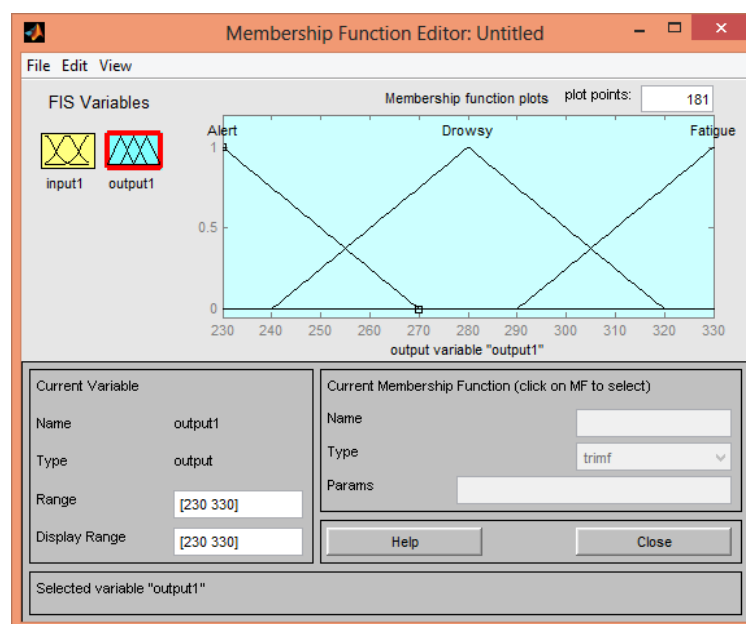 Membership Function Editor: Untitled
File Edit View
FIS Variables
input1 output1
Membership function plots plot points: 181
Alert Drowsy Fatigue
1
0.5
0
230 240 250 260 270 280 290 300 310 320 330
output variable "output1"
Current Variable
Name output1
Type output
Range [230 330]
Display Range [230 330]
Current Membership Function (click on MF to select)
Name
Type trimf
Params
Help Close
Selected variable "output1"